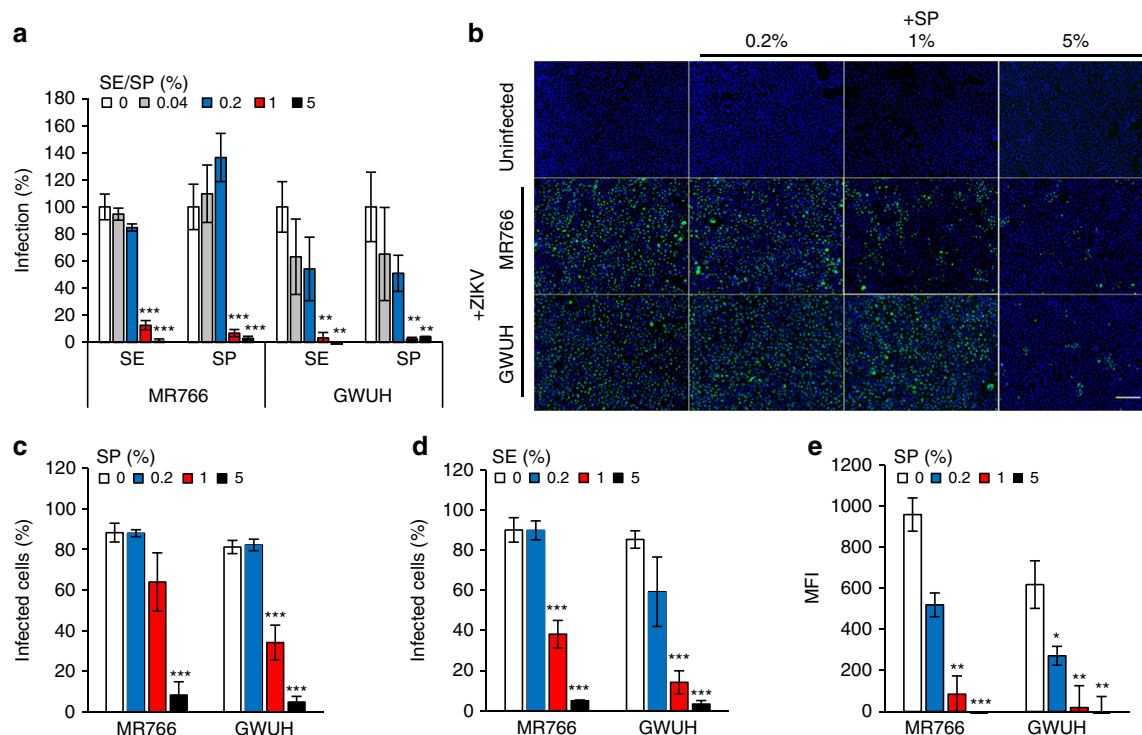 a
SE/SP (%)
0 0.04 0.2 1 5
Infection (%)
180
160
140
120
100
80
60
40
20
0
*** *** *** *** ** ** ** **
SE SP SE SP
MR766 GWUH
b
+SP
0.2% 1% 5%
Uninfected
+ZIKV
MR766
GWUH
c
SP (%)
0 0.2 1 5
Infected cells (%)
120
100
80
60
40
20
0
*** *** ***
MR766 GWUH
d
SE (%)
0 0.2 1 5
Infected cells (%)
120
100
80
60
40
20
0
*** *** *** ***
MR766 GWUH
e
SP (%)
0 0.2 1 5
MFI
1200
1000
800
600
400
200
0
** *** * ** **
MR766 GWUH